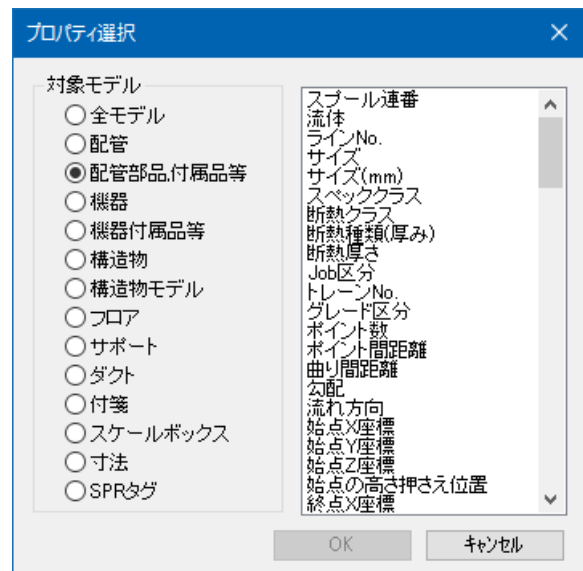 プロパティ選択
対象モデル
全モデル
配管
配管部品,付属品等
機器
機器付属品等
構造物
構造物モデル
フロア
サポート
ダクト
付箋
スケールボックス
寸法
SPRタグ
スプール連番
流体
ラインNo.
サイズ
サイズ(mm)
スペッククラス
断熱クラス
断熱種類(厚み)
断熱厚さ
Job区分
トレーンNo.
グレード区分
ポイント数
ポイント間距離
曲り間距離
勾配
流れ方向
始点X座標
始点Y座標
始点Z座標
始点の高さ押さえ位置
終点X座標
OK
キャンセル